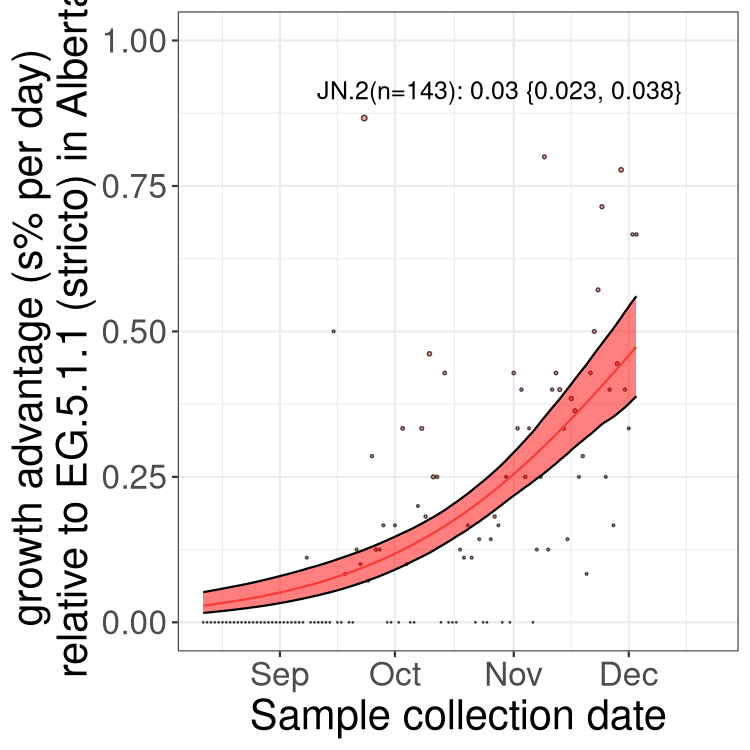 growth advantage (s% per day)
relative to EG.5.1.1 (stricto) in Alberta
1.00
0.75
0.50
0.25
0.00
JN.2(n=143): 0.03 {0.023, 0.038}
Sep Oct Nov Dec
Sample collection date